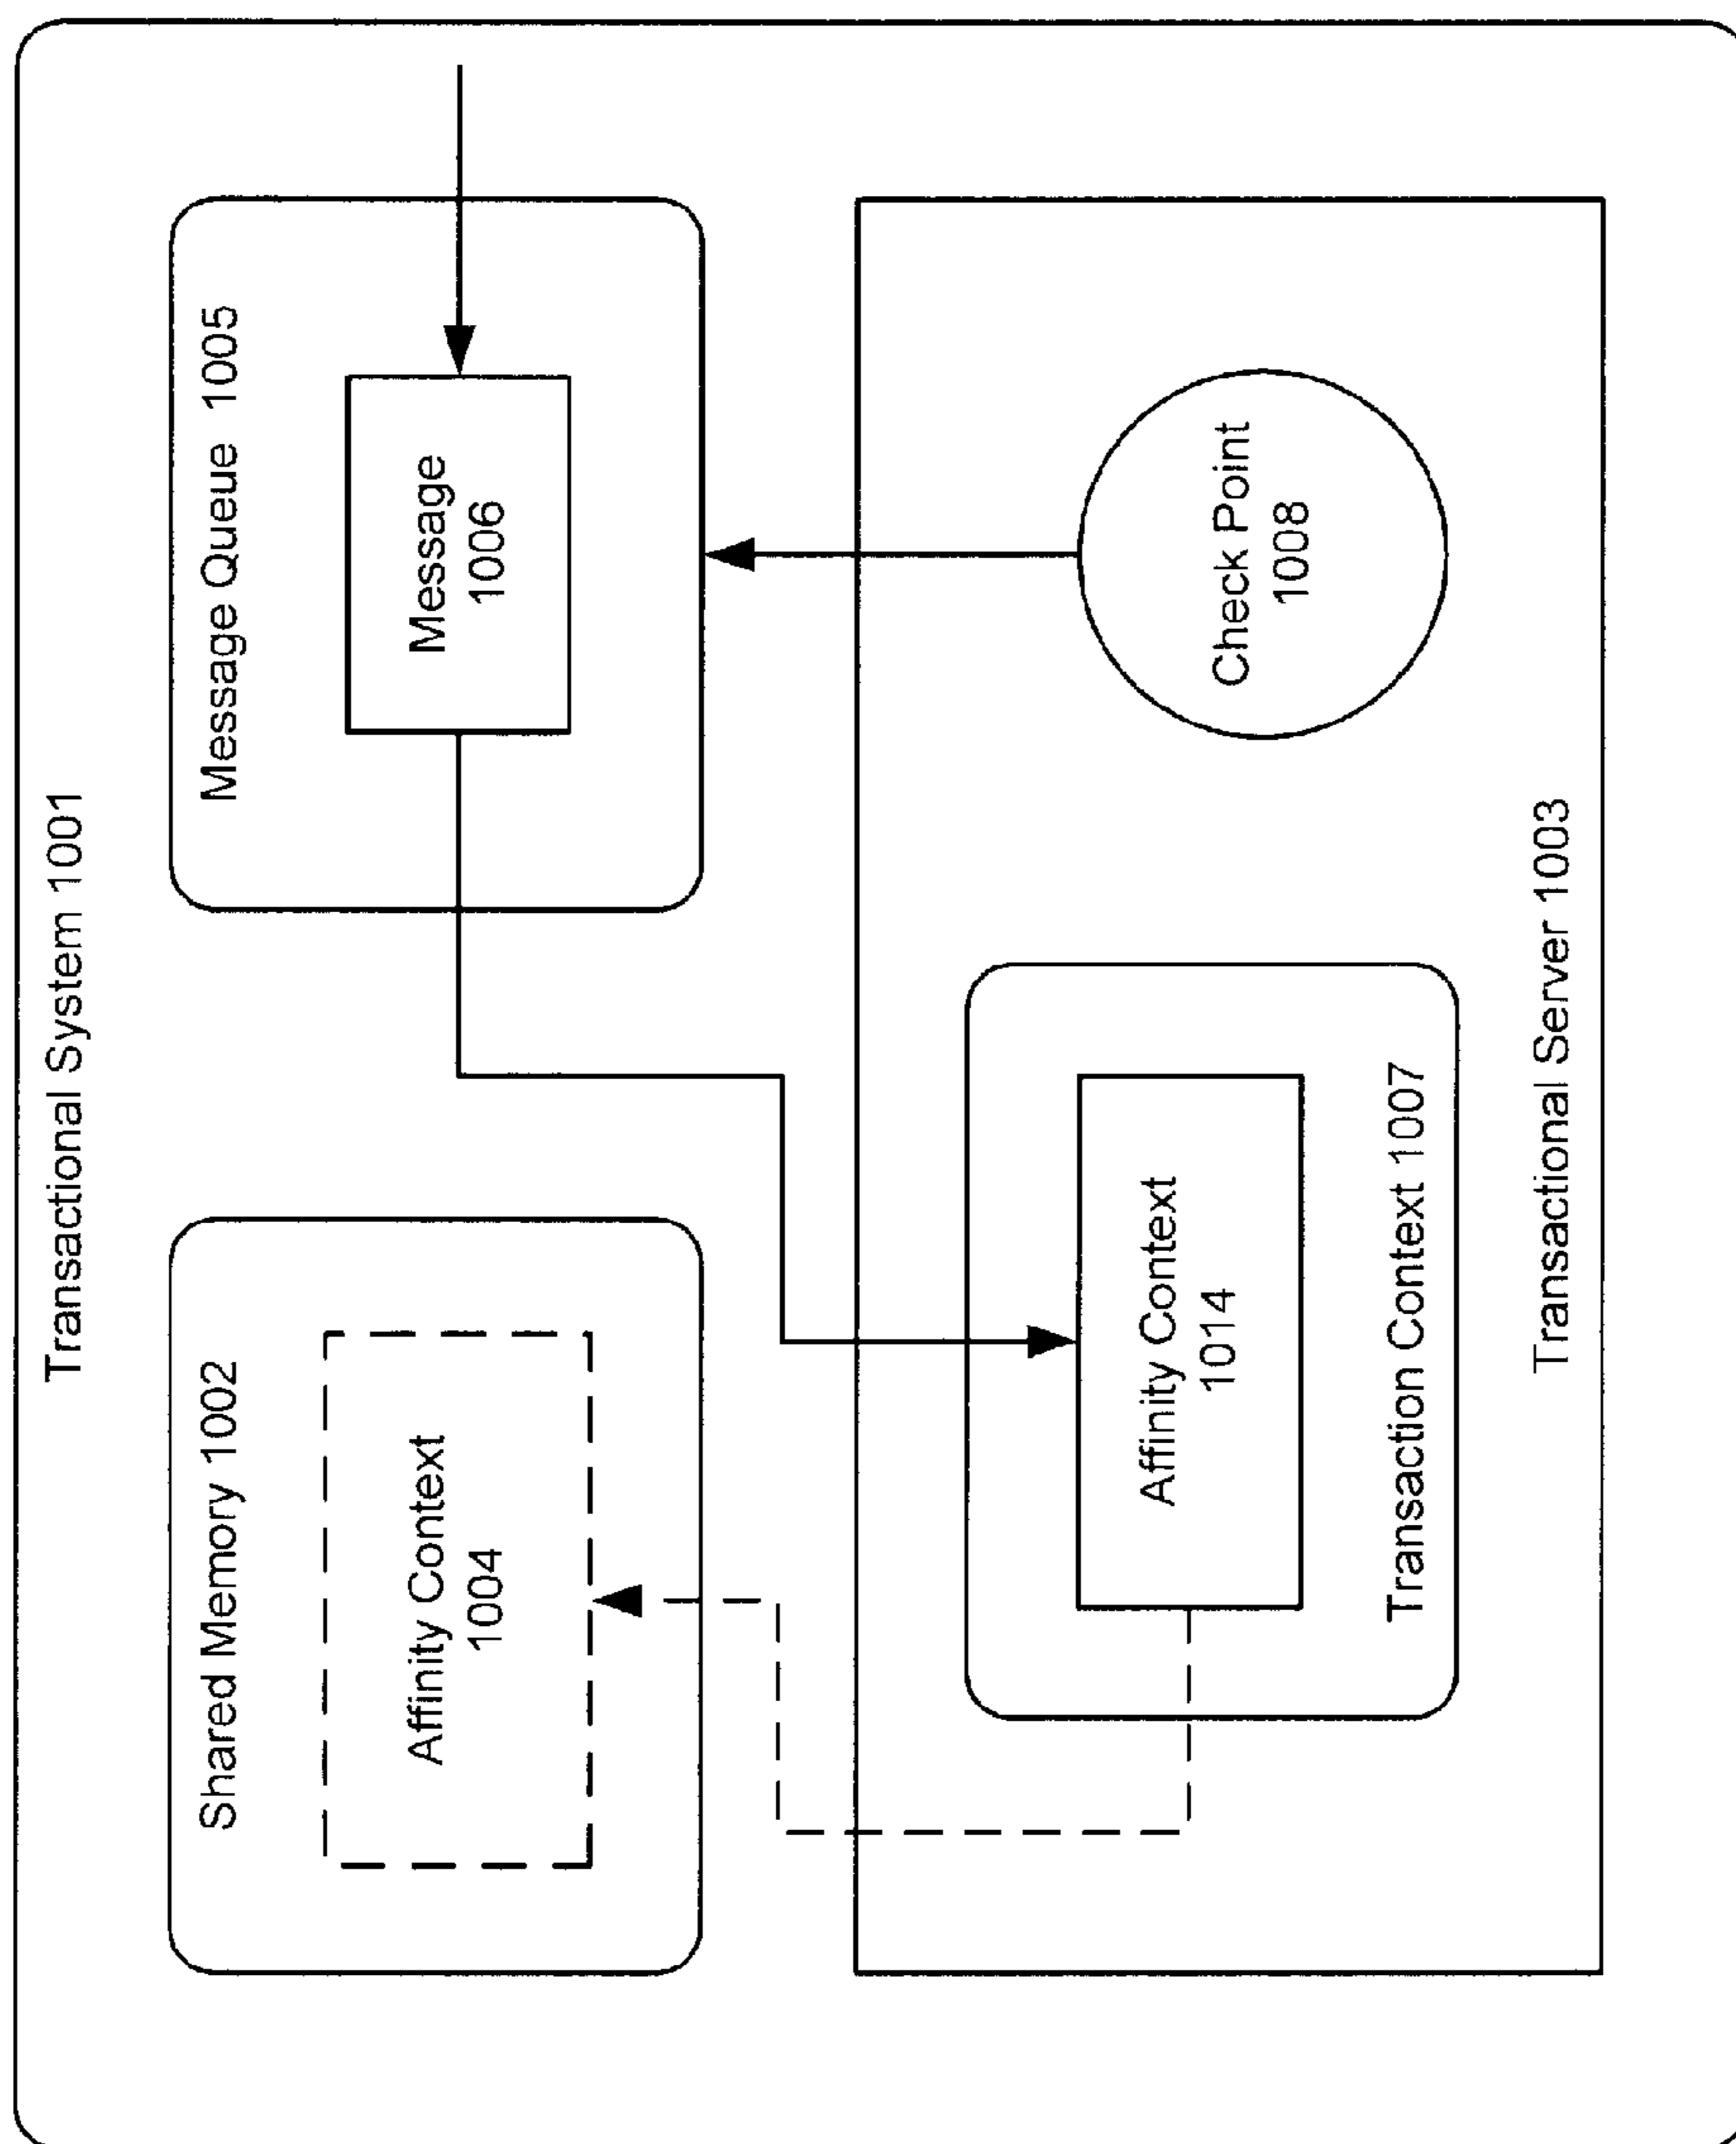 Transactional System 1001
Shared Memory 1002
Affinity Context
1004
Message Queue 1005
Message
1006
Affinity Context
1014
Transaction Context 1007
Check Point
1008
Transactional Server 1003